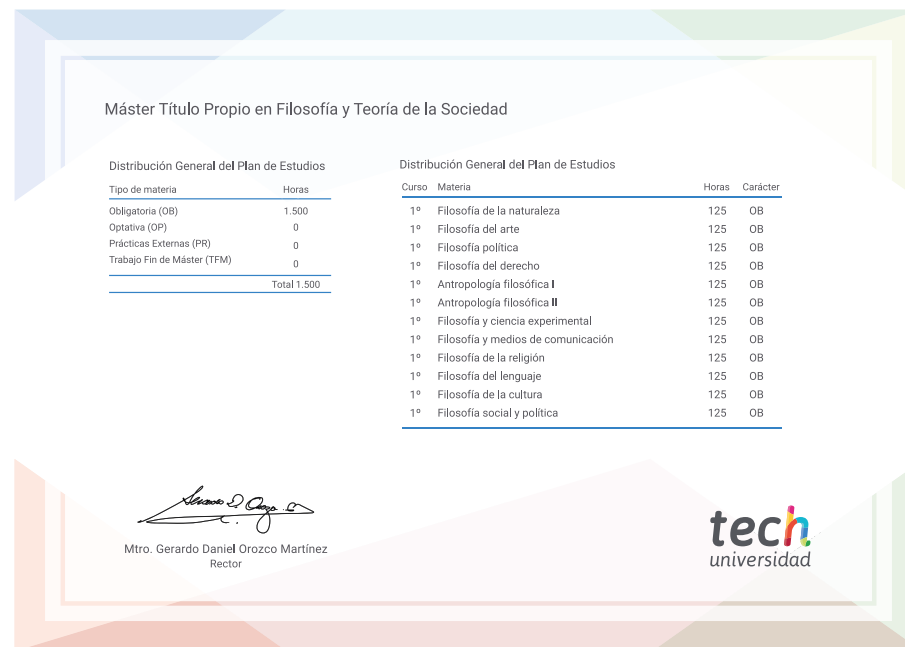 Máster Título Propio en Filosofía y Teoría de la Sociedad
Distribución General del Plan de Estudios
Tipo de materia Horas
Obligatoria (OB) 1.500
Optativa (OP) 0
Prácticas Externas (PR) 0
Trabajo Fin de Máster (TFM) 0
Total 1.500
Distribución General del Plan de Estudios
Curso Materia Horas Carácter
1º Filosofía de la naturaleza 125 OB
1º Filosofía del arte 125 OB
1º Filosofía política 125 OB
1º Filosofía del derecho 125 OB
1º Antropología filosófica I 125 OB
1º Antropología filosófica II 125 OB
1º Filosofía y ciencia experimental 125 OB
1º Filosofía y medios de comunicación 125 OB
1º Filosofía de la religión 125 OB
1º Filosofía del lenguaje 125 OB
1º Filosofía de la cultura 125 OB
1º Filosofía social y política 125 OB
Mtro. Gerardo Daniel Orozco Martínez
Rector
tech
universidad